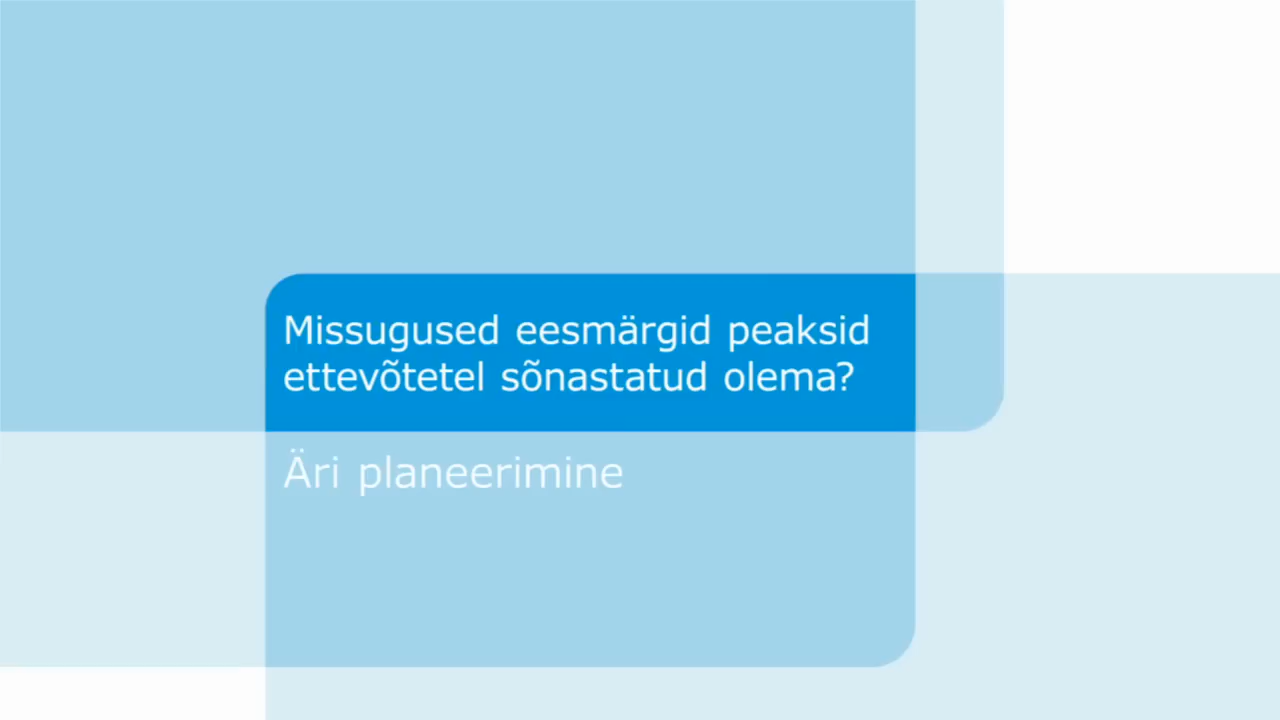 Missugused eesmärgid peaksid
ettevõtetel sõnastatud olema?
Äri planeerimine